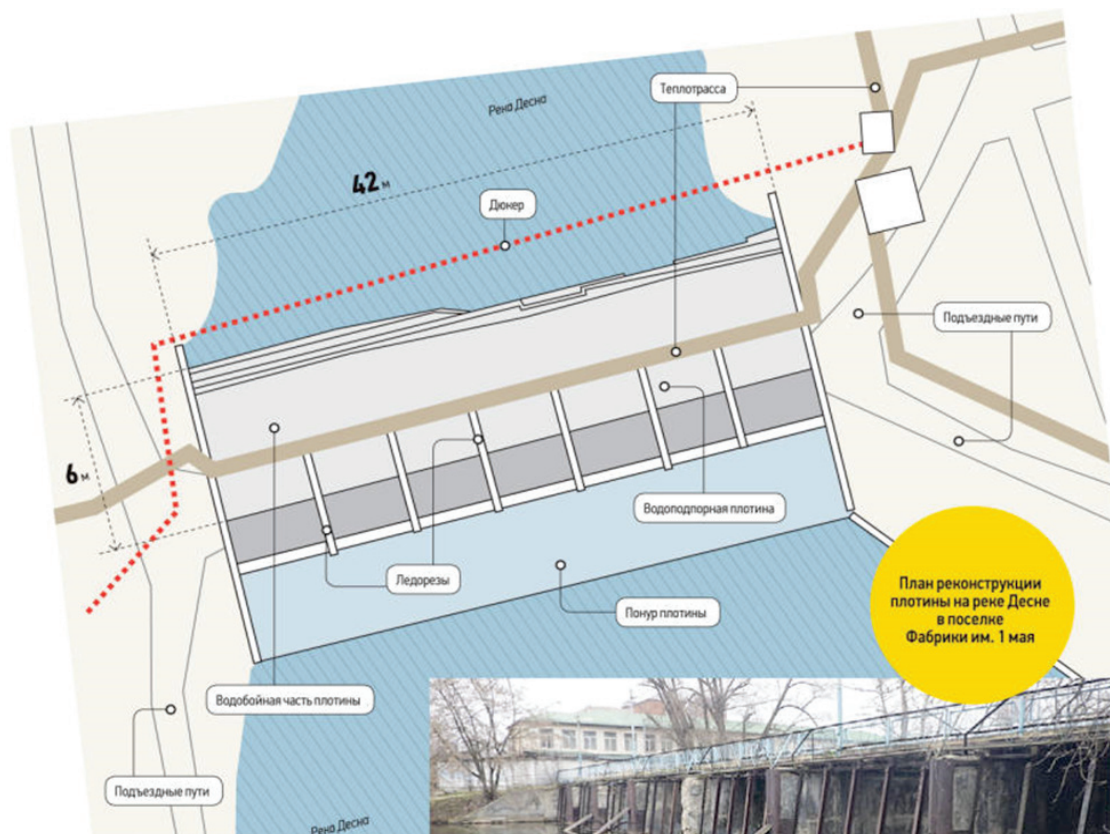 Река Десна
Теплотрасса
42 м
Дюкер
Подъездные пути
6 м
Водоподпорная плотина
Ледорезы
Понур плотины
План реконструкции
плотины на реке Десне
в поселке
Фабрики им. 1 мая
Водобойная часть плотины
Подъездные пути
Река Десна